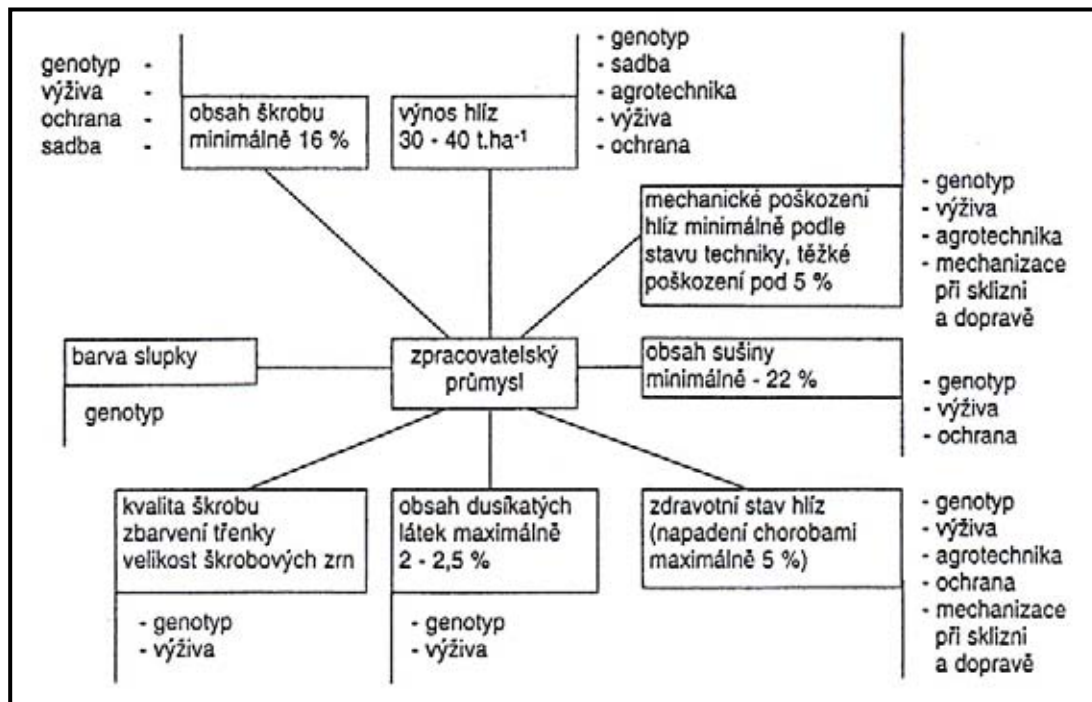 genotyp -
výživa -
ochrana -
sadba -
obsah škrobu
minimálně 16 %
výnos hlíz
30 - 40 t.ha⁻¹
- genotyp
- sadba
- agrotechnika
- výživa
- ochrana
mechanické poškození
hlíz minimálně podle
stavu techniky, těžké
poškození pod 5 %
- genotyp
- výživa
- agrotechnika
- mechanizace
při sklizni
a dopravě
barva slupky
genotyp
zpracovatelský
průmysl
obsah sušiny
minimálně - 22 %
- genotyp
- výživa
- ochrana
kvalita škrobu
zbarvení třenky
velikost škrobových zrn
- genotyp
- výživa
obsah dusíkatých
látek maximálně
2 - 2,5 %
- genotyp
- výživa
zdravotní stav hlíz
(napadení chorobami
maximálně 5 %)
- genotyp
- výživa
- agrotechnika
- ochrana
- mechanizace
při sklizni
a dopravě